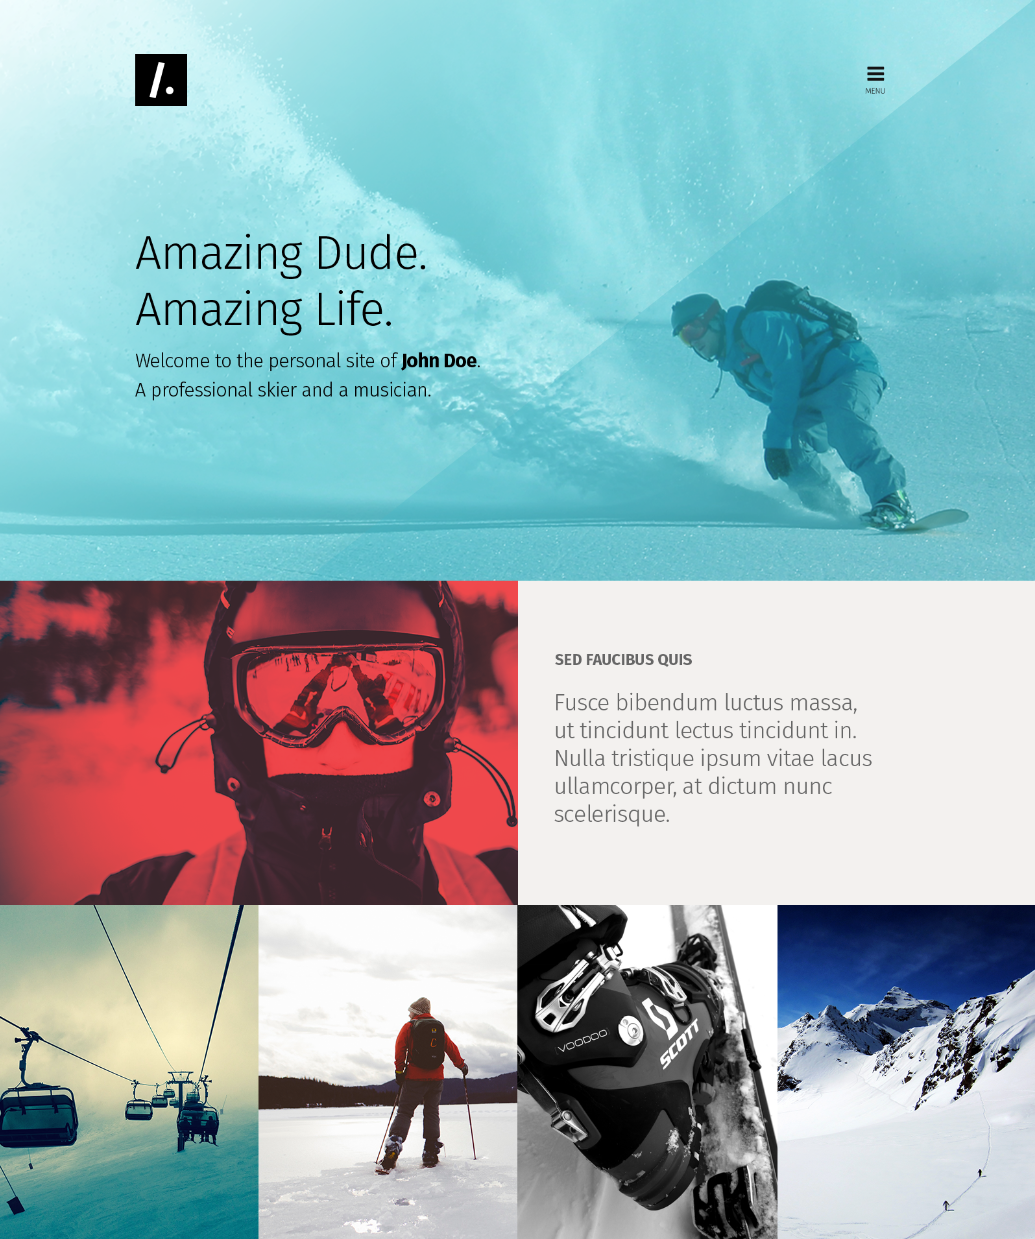 /.
MENU
Amazing Dude.
Amazing Life.
Welcome to the personal site of John Doe.
A professional skier and a musician.
SED FAUCIBUS QUIS
Fusce bibendum luctus massa,
ut tincidunt lectus tincidunt in.
Nulla tristique ipsum vitae lacus
ullamcorper, at dictum nunc
scelerisque.
VOODOO
SCOTT